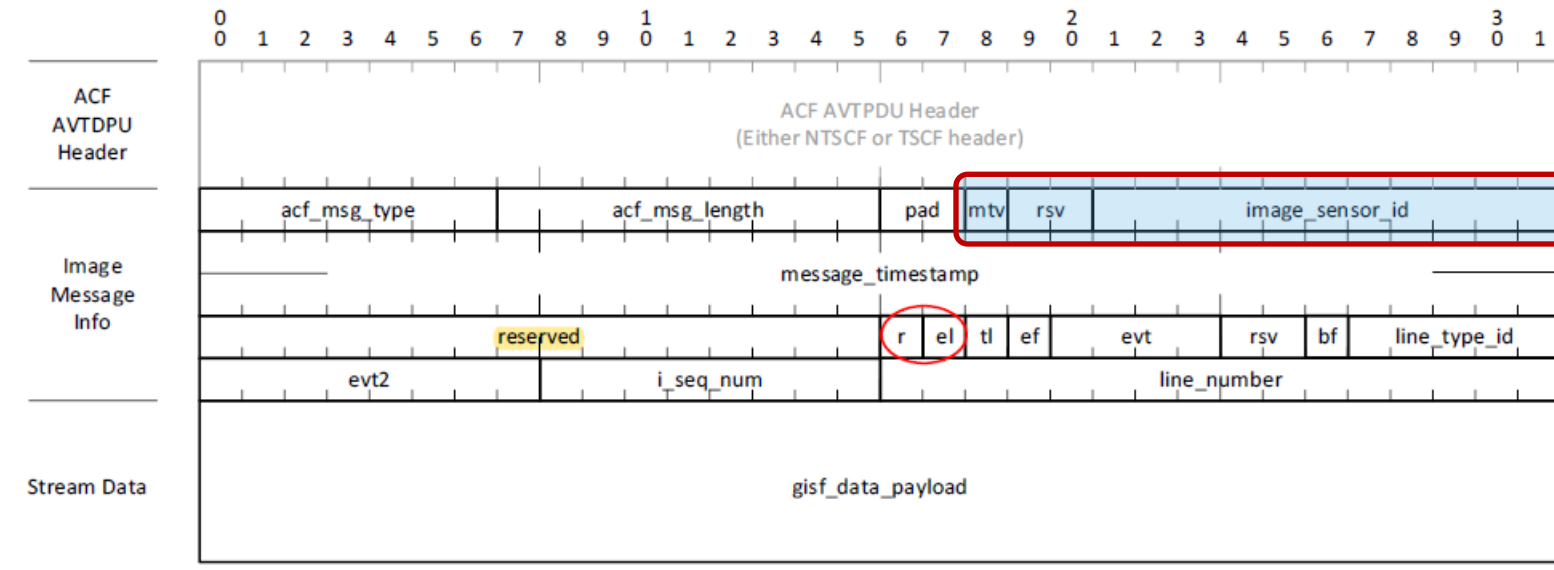 0 1 2 3
0 1 2 3 4 5 6 7 8 9 0 1 2 3 4 5 6 7 8 9 0 1 2 3 4 5 6 7 8 9 0 1
ACF
AVTDPU
Header
ACF AVTPDU Header
(Either NTSCF or TSCF header)
acf_msg_type acf_msg_length pad mtv rsv image_sensor_id
Image
Message
Info
message_timestamp
reserved r el tl ef evt rsv bf line_type_id
evt2 i_seq_num line_number
Stream Data
gisf_data_payload